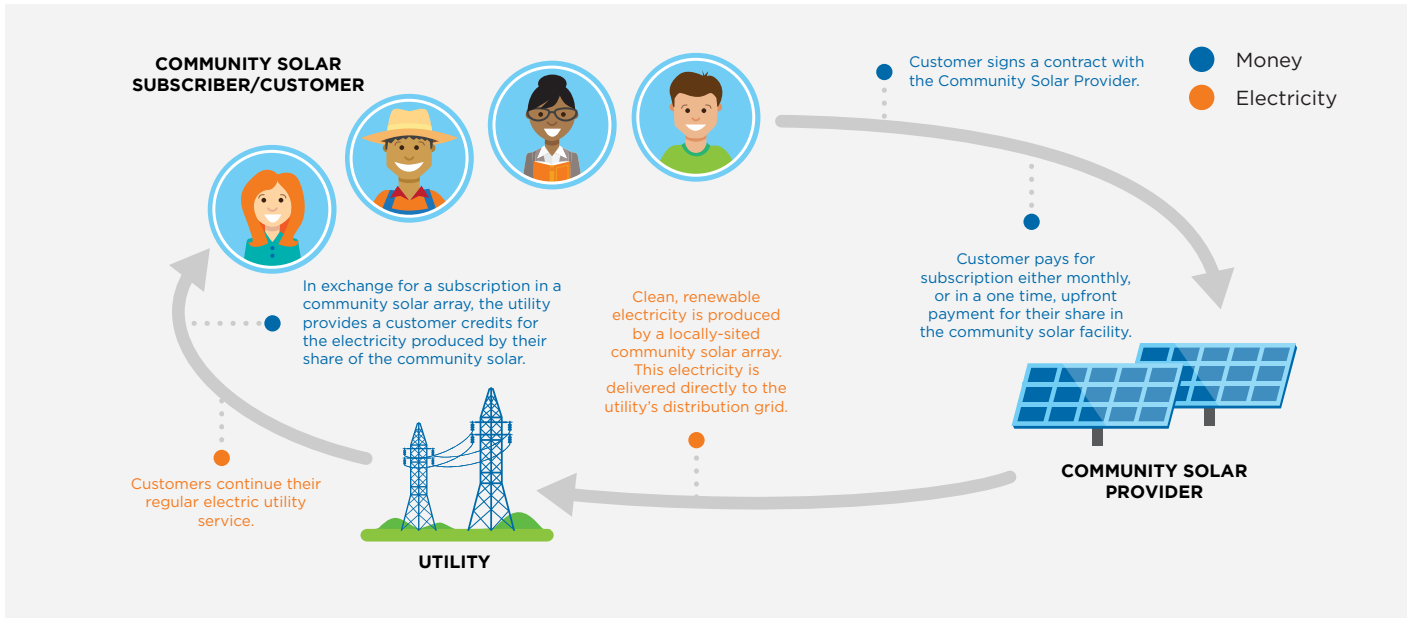 COMMUNITY SOLAR
SUBSCRIBER/CUSTOMER
Customer signs a contract with
the Community Solar Provider.
Money
Electricity
Customer pays for
subscription either monthly,
or in a one time, upfront
payment for their share in
the community solar facility.
In exchange for a subscription in a
community solar array, the utility
provides a customer credits for
the electricity produced by their
share of the community solar.
Clean, renewable
electricity is produced
by a locally-sited
community solar array.
This electricity is
delivered directly to the
utility's distribution grid.
COMMUNITY SOLAR
PROVIDER
Customers continue their
regular electric utility
service.
UTILITY